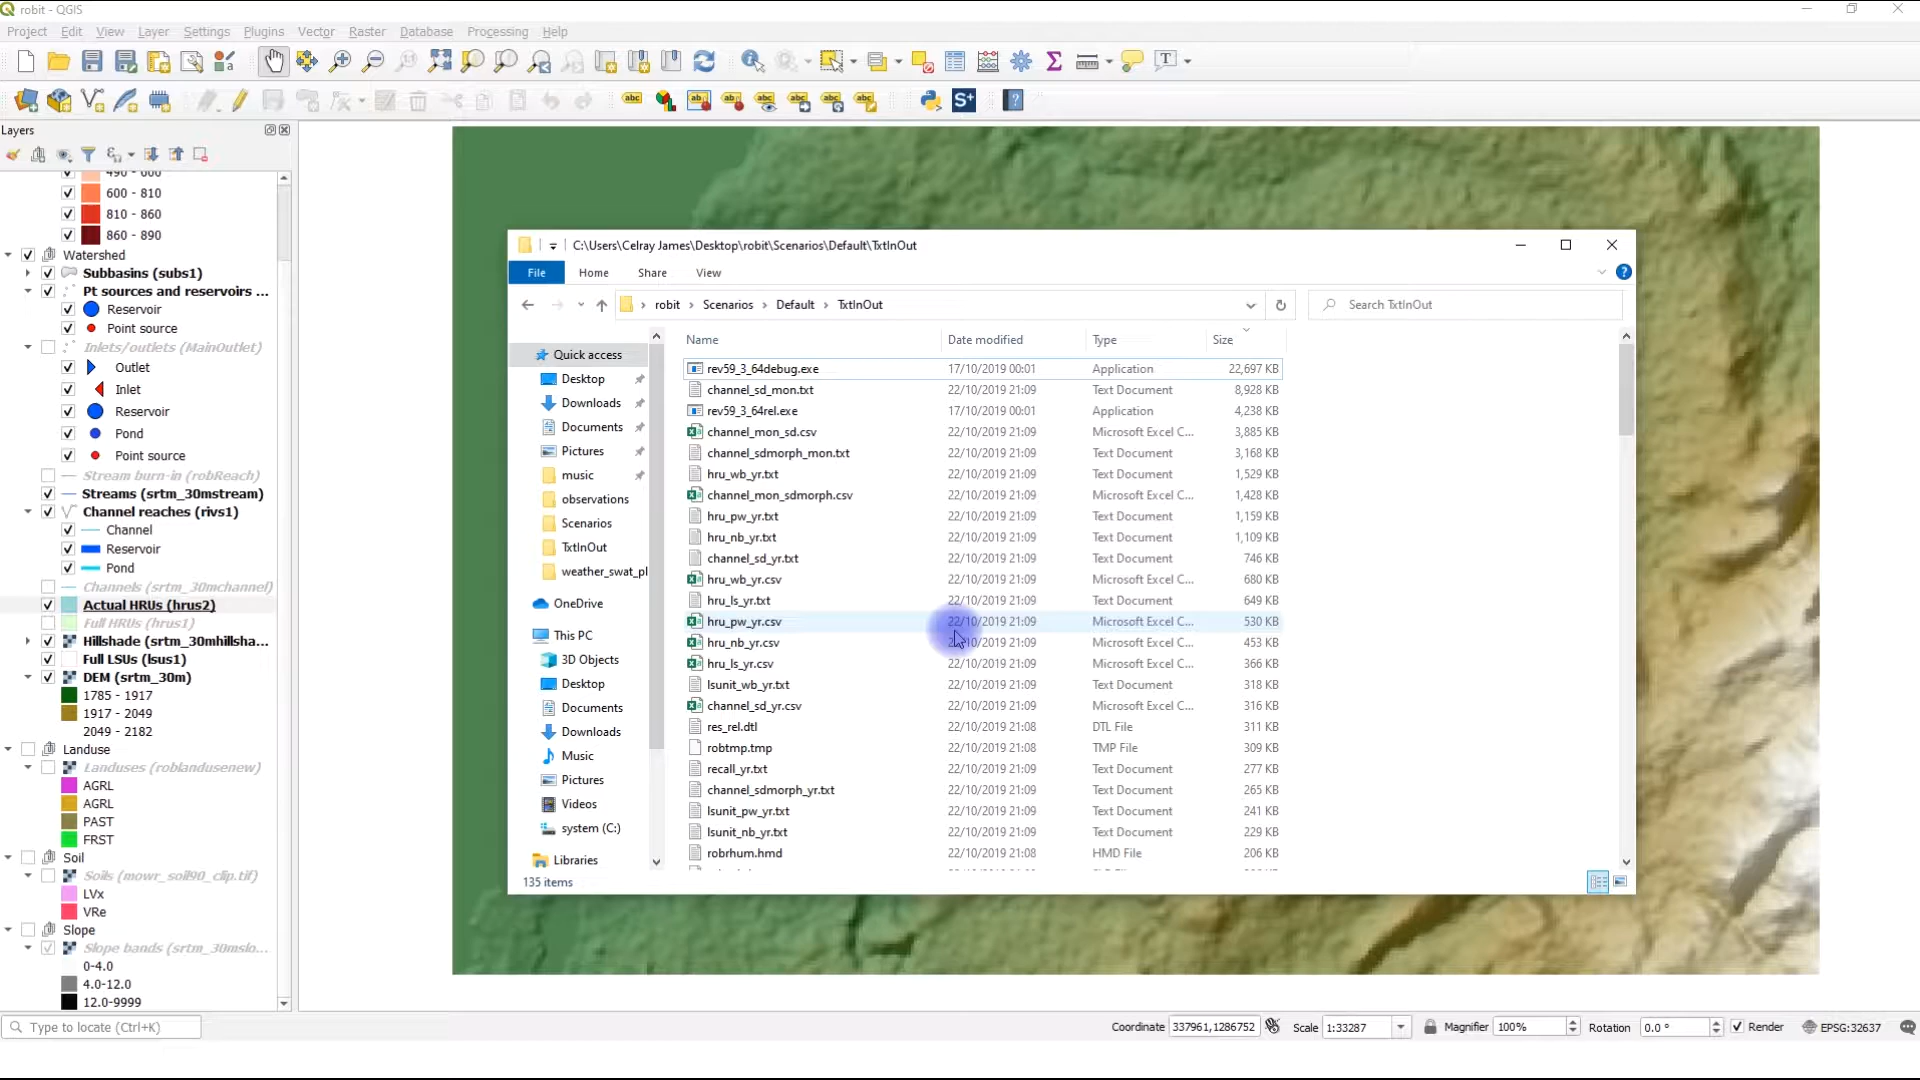 robit - QGIS
Project Edit View Layer Settings Plugins Vector Raster Database Processing Help
Layers
490 - 600
600 - 810
810 - 860
860 - 890
Watershed
Subbasins (subs1)
Pt sources and reservoirs ...
Reservoir
Point source
Inlets/outlets (MainOutlet)
Outlet
Inlet
Reservoir
Pond
Point source
Stream burn-in (robReach)
Streams (srtm_30mstream)
Channel reaches (rivs1)
Channel
Reservoir
Pond
Channels (srtm_30mchannel)
Actual HRUs (hrus2)
Full HRUs (hrus1)
Hillshade (srtm_30mhillsha...
Full LSUs (lsus1)
DEM (srtm_30m)
1785 - 1917
1917 - 2049
2049 - 2182
Landuse
Landuses (roblandusenew)
AGRL
AGRL
PAST
FRST
Soil
Soils (mowr_soil90_clip.tif)
LVx
VRe
Slope
Slope bands (srtm_30mslo...
0-4.0
4.0-12.0
12.0-9999
C:\Users\Celray James\Desktop\robit\Scenarios\Default\TxtInOut
File Home Share View
robit Scenarios Default TxtInOut
Search TxtInOut
Quick access
Desktop
Downloads
Documents
Pictures
music
observations
Scenarios
TxtInOut
weather_swat_pl
OneDrive
This PC
3D Objects
Desktop
Documents
Downloads
Music
Pictures
Videos
system (C:)
Libraries
Name Date modified Type Size
rev59_3_64debug.exe 17/10/2019 00:01 Application 22,697 KB
channel_sd_mon.txt 22/10/2019 21:09 Text Document 8,928 KB
rev59_3_64rel.exe 17/10/2019 00:01 Application 4,238 KB
channel_mon_sd.csv 22/10/2019 21:09 Microsoft Excel C... 3,885 KB
channel_sdmorph_mon.txt 22/10/2019 21:09 Text Document 3,168 KB
hru_wb_yr.txt 22/10/2019 21:09 Text Document 1,529 KB
channel_mon_sdmorph.csv 22/10/2019 21:09 Microsoft Excel C... 1,428 KB
hru_pw_yr.txt 22/10/2019 21:09 Text Document 1,159 KB
hru_nb_yr.txt 22/10/2019 21:09 Text Document 1,109 KB
channel_sd_yr.txt 22/10/2019 21:09 Text Document 746 KB
hru_wb_yr.csv 22/10/2019 21:09 Microsoft Excel C... 680 KB
hru_ls_yr.txt 22/10/2019 21:09 Text Document 649 KB
hru_pw_yr.csv 22/10/2019 21:09 Microsoft Excel C... 530 KB
hru_nb_yr.csv 22/10/2019 21:09 Microsoft Excel C... 453 KB
hru_ls_yr.csv 22/10/2019 21:09 Microsoft Excel C... 366 KB
lsunit_wb_yr.txt 22/10/2019 21:09 Text Document 318 KB
channel_sd_yr.csv 22/10/2019 21:09 Microsoft Excel C... 316 KB
res_rel.dtl 22/10/2019 21:08 DTL File 311 KB
robtmp.tmp 22/10/2019 21:08 TMP File 309 KB
recall_yr.txt 22/10/2019 21:09 Text Document 277 KB
channel_sdmorph_yr.txt 22/10/2019 21:09 Text Document 265 KB
lsunit_pw_yr.txt 22/10/2019 21:09 Text Document 241 KB
lsunit_nb_yr.txt 22/10/2019 21:09 Text Document 229 KB
robrhum.hmd 22/10/2019 21:08 HMD File 206 KB
135 items
Type to locate (Ctrl+K)
Coordinate 337961,1286752 Scale 1:33287 Magnifier 100% Rotation 0.0 ° Render EPSG:32637